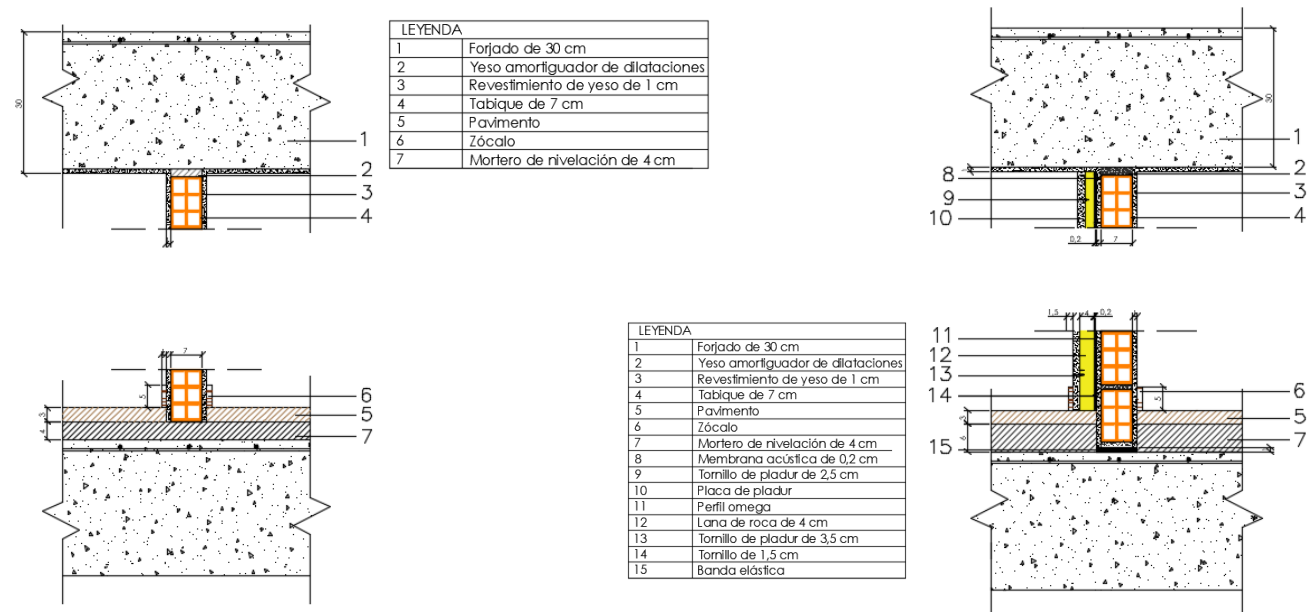 LEYENDA
1 Forjado de 30 cm
2 Yeso amortiguador de dilataciones
3 Revestimiento de yeso de 1 cm
4 Tabique de 7 cm
5 Pavimento
6 Zócalo
7 Mortero de nivelación de 4 cm
30
1
2
3
4
7
5
3
4
6
5
7
30
1
2
3
4
8
9
10
0,2
7
LEYENDA
1 Forjado de 30 cm
2 Yeso amortiguador de dilataciones
3 Revestimiento de yeso de 1 cm
4 Tabique de 7 cm
5 Pavimento
6 Zócalo
7 Mortero de nivelación de 4 cm
8 Membrana acústica de 0,2 cm
9 Tornillo de pladur de 2,5 cm
10 Placa de pladur
11 Perfil omega
12 Lana de roca de 4 cm
13 Tornillo de pladur de 3,5 cm
14 Tornillo de 1,5 cm
15 Banda elástica
1,5
4
0,2
11
12
13
14
15
5
3
6
6
5
7